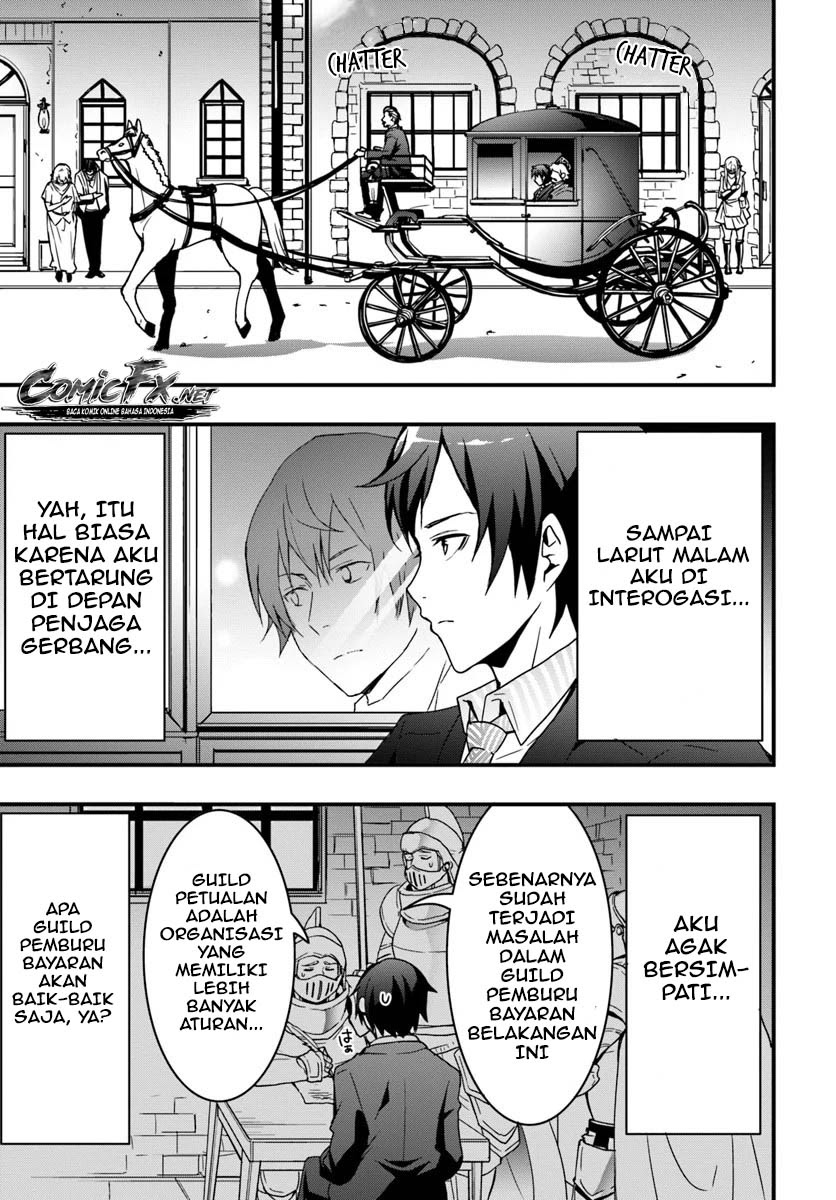 CHATTER
CHATTER
COMICFX.NET
BACA KOMIK ONLINE BAHASA INDONESIA
SAMPAI
LARUT MALAM
AKU DI
INTEROGASI...
YAH, ITU
HAL BIASA
KARENA AKU
BERTARUNG
DI DEPAN
PENJAGA
GERBANG...
AKU
AGAK
BERSIM-
PATI...
SEBENARNYA
SUDAH
TERJADI
MASALAH
DALAM
GUILD
PEMBURU
BAYARAN
BELAKANGAN
INI
GUILD
PETUALAN
ADALAH
ORGANISASI
YANG
MEMILIKI
LEBIH
BANYAK
ATURAN...
はぁ
APA
GUILD
PEMBURU
BAYARAN
AKAN
BAIK-BAIK
SAJA, YA?